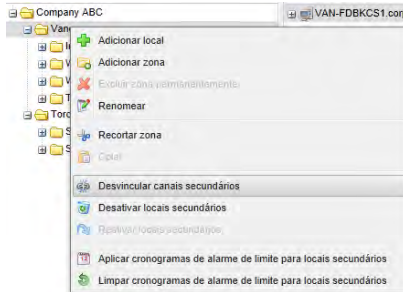 Company ABC
VAN-FDBKCS1.com
Vanc
Adicionar local
Adicionar zona
Excluir zona permanentemente
Renomear
Toro
Recortar zona
Colar
Desvincular canais secundários
Desativar locais secundários
Reativar locais secundários
Aplicar cronogramas de alarme de limite para locais secundários
Limpar cronogramas de alarme de limite para locais secundários